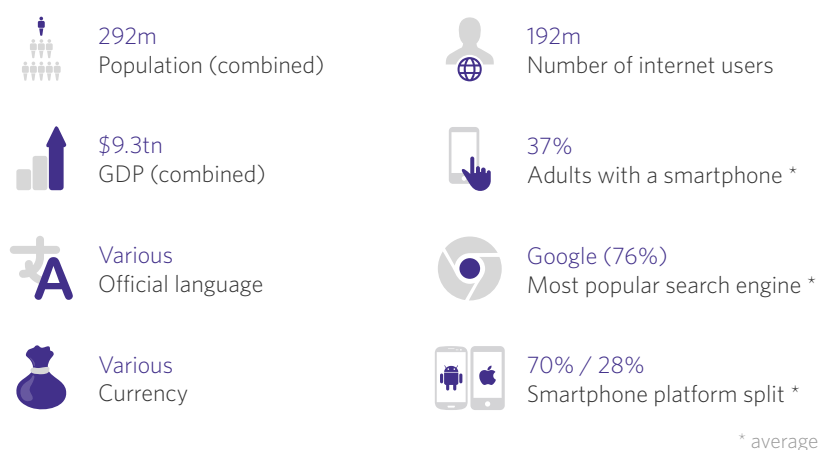 292m
Population (combined)
$9.3tn
GDP (combined)
Various
Official language
Various
Currency
192m
Number of internet users
37%
Adults with a smartphone *
Google (76%)
Most popular search engine *
70% / 28%
Smartphone platform split *
* average